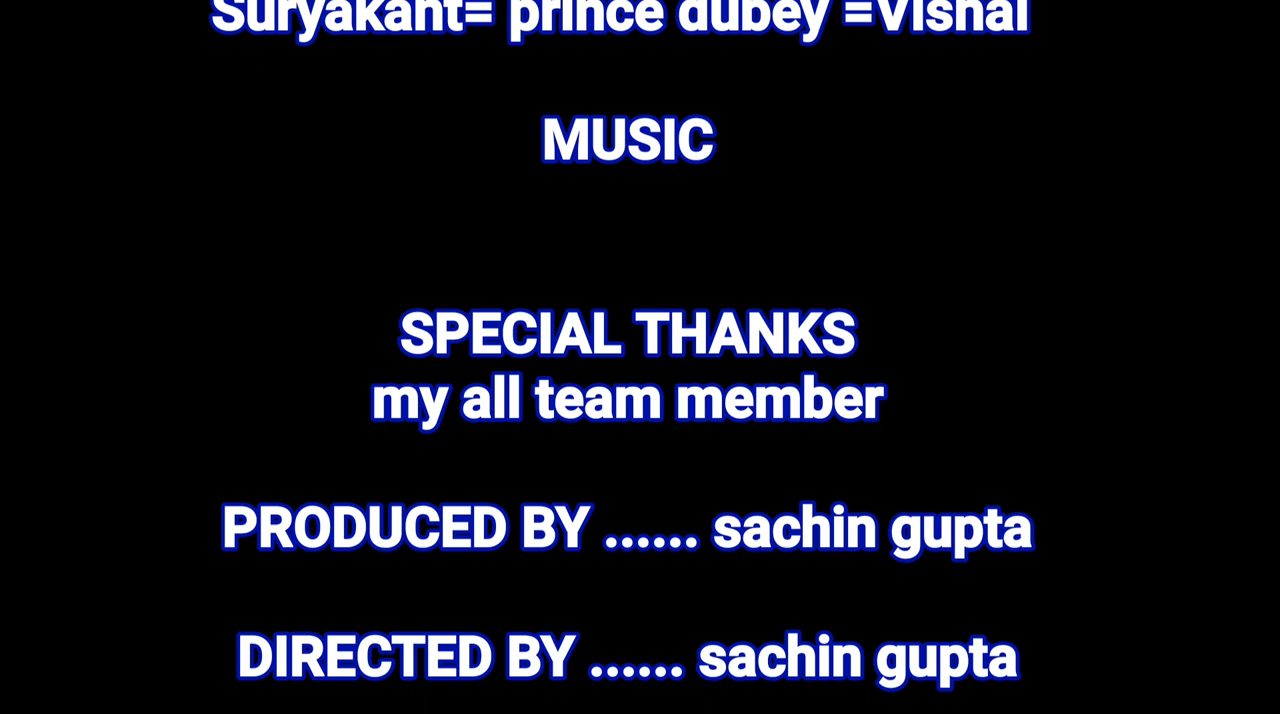 Suryakant= prince dubey =Vishal
MUSIC
SPECIAL THANKS
my all team member
PRODUCED BY ...... sachin gupta
DIRECTED BY ...... sachin gupta